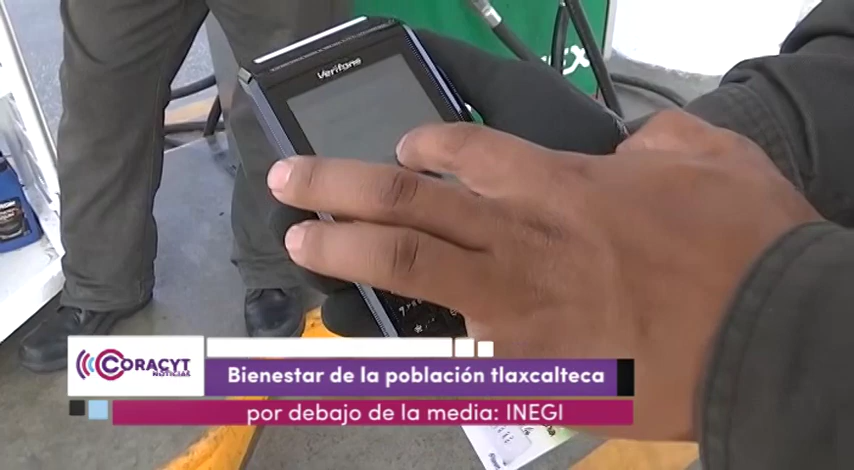 Verifone
CORACYT
NOTICIAS
Bienestar de la población tlaxcalteca
por debajo de la media: INEGI